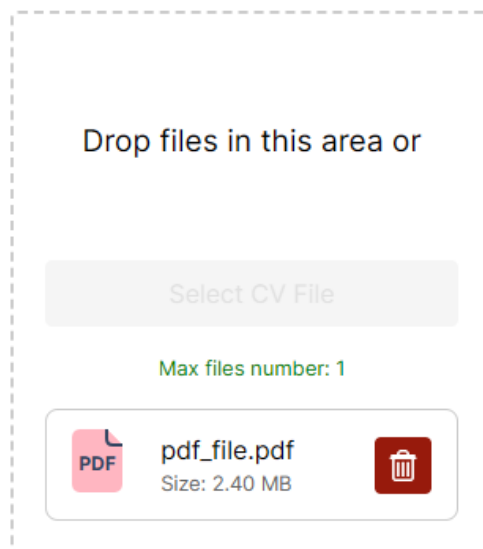 Drop files in this area or
Select CV File
Max files number: 1
PDF
pdf_file.pdf
Size: 2.40 MB